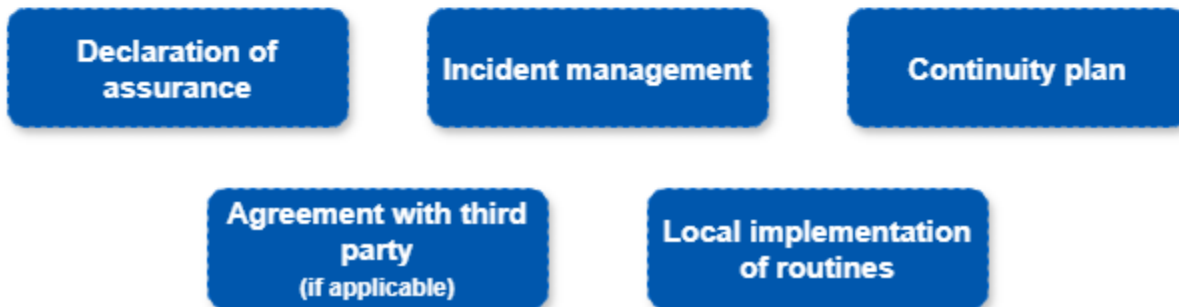 Declaration of
assurance
Incident management
Continuity plan
Agreement with third
party
(if applicable)
Local implementation
of routines